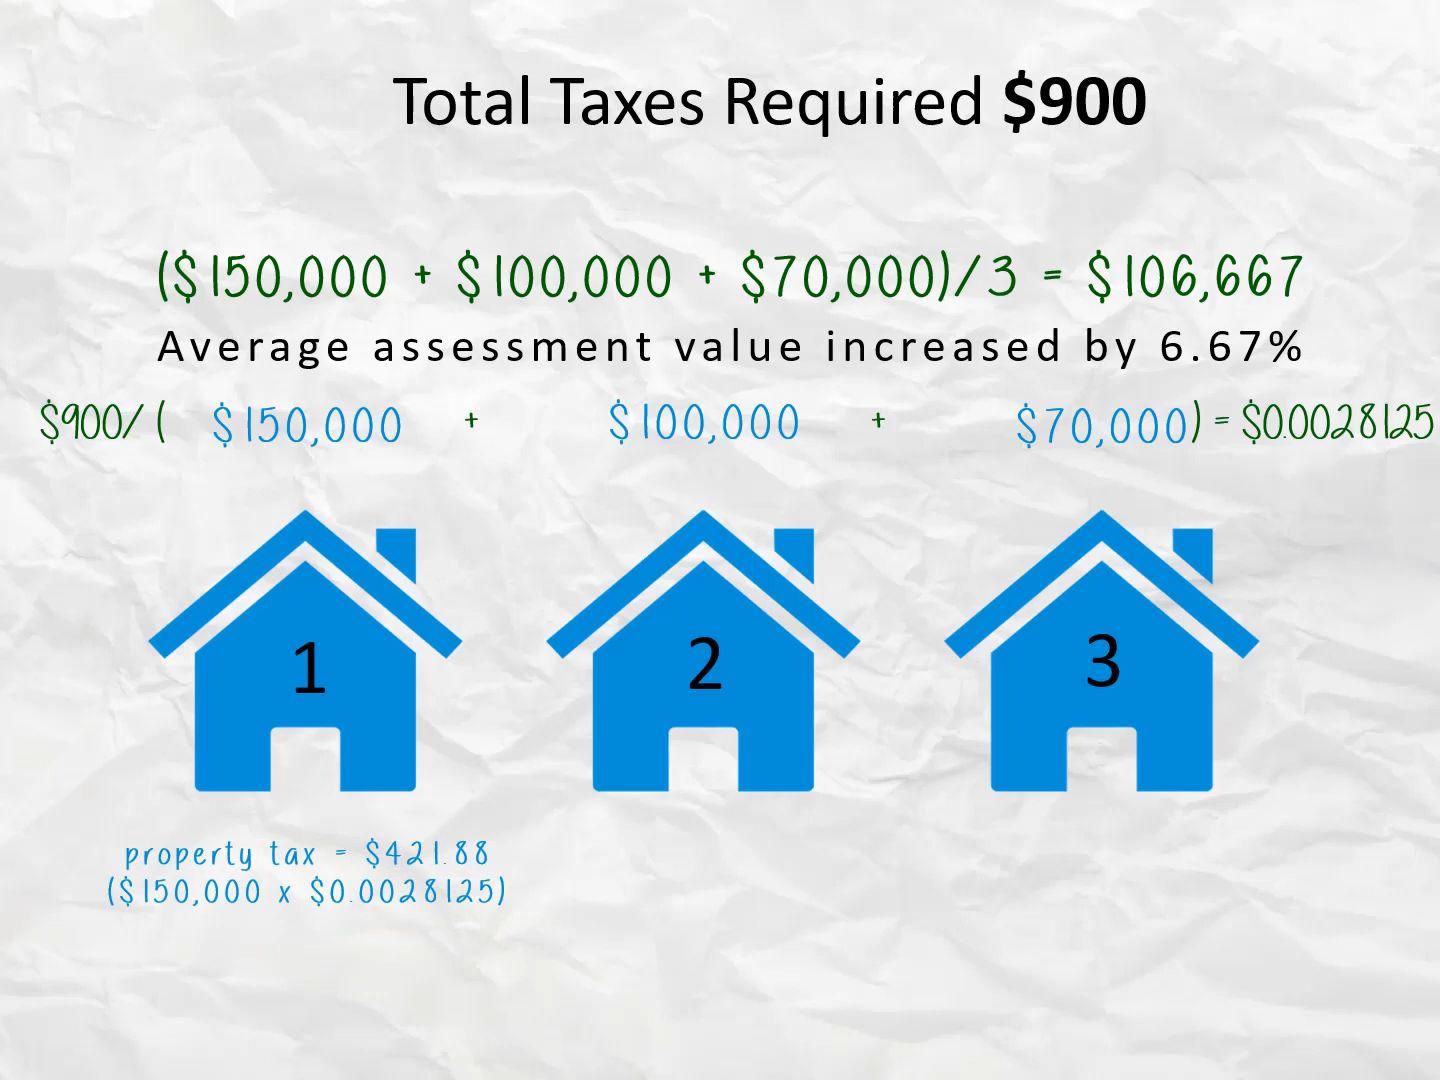 Total Taxes Required $900
($150,000 + $100,000 + $70,000)/3 = $106,667
Average assessment value increased by 6.67%
$900/( $150,000 + $100,000 + $70,000) = $0.0028125
1 2 3
property tax = $421.88
($150,000 x $0.0028125)